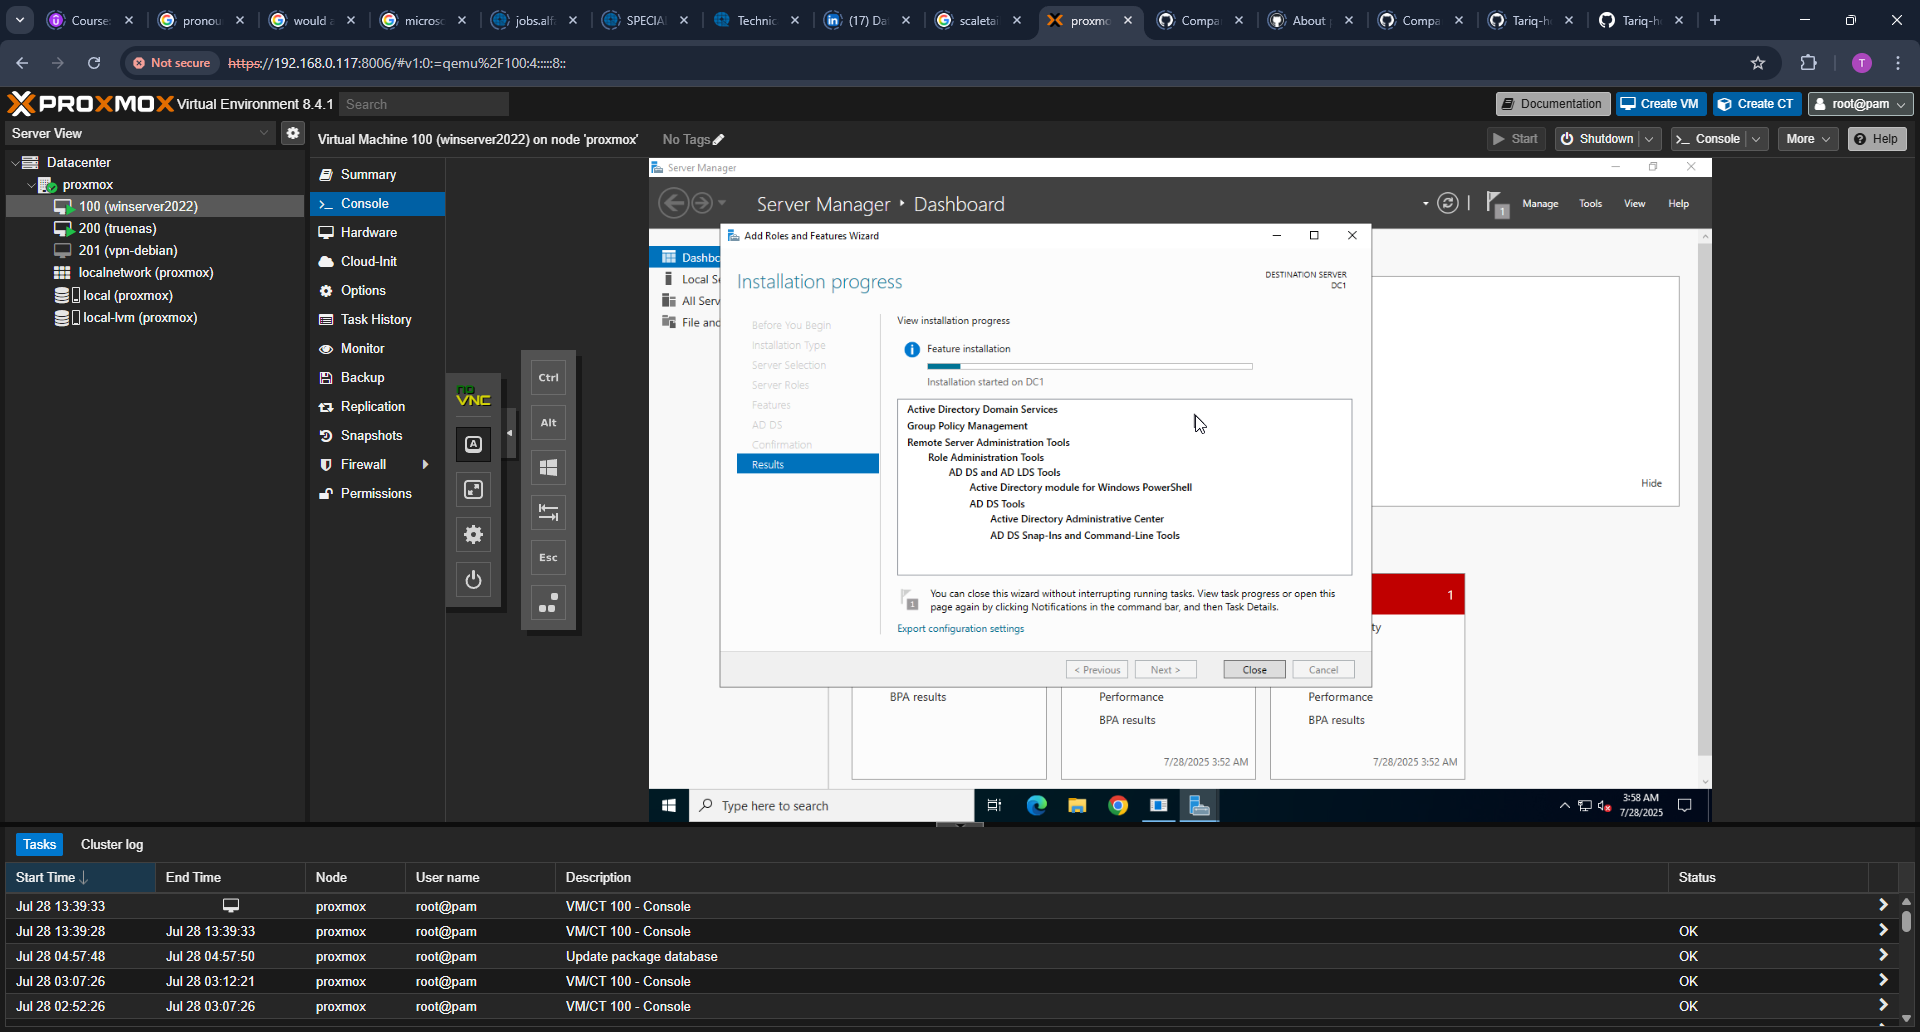 Course
pronou
would a
microso
jobs.alfa
SPECIAL
Technic
(17) Da
scaletai
proxmo
Compa
About
Compa
Tariq-h
Tariq-h
Not secure
https://192.168.0.117:8006/#v1:0:=qemu%2F100:4:::::8::
T
PROXMOX Virtual Environment 8.4.1
Search
Documentation
Create VM
Create CT
root@pam
Server View
Virtual Machine 100 (winserver2022) on node 'proxmox'
No Tags
Start
Shutdown
Console
More
Help
Datacenter
proxmox
100 (winserver2022)
200 (truenas)
201 (vpn-debian)
localnetwork (proxmox)
local (proxmox)
local-lvm (proxmox)
Summary
Console
Hardware
Cloud-Init
Options
Task History
Monitor
Backup
Replication
Snapshots
Firewall
Permissions
no
VNC
A
Ctrl
Alt
Esc
Server Manager
Server Manager ‣ Dashboard
1
Manage
Tools
View
Help
Dashbo
Local Se
All Serv
File and
Add Roles and Features Wizard
Installation progress
DESTINATION SERVER
DC1
Before You Begin
Installation Type
Server Selection
Server Roles
Features
AD DS
Confirmation
Results
View installation progress
Feature installation
Installation started on DC1
Active Directory Domain Services
Group Policy Management
Remote Server Administration Tools
Role Administration Tools
AD DS and AD LDS Tools
Active Directory module for Windows PowerShell
AD DS Tools
Active Directory Administrative Center
AD DS Snap-Ins and Command-Line Tools
1
You can close this wizard without interrupting running tasks. View task progress or open this
page again by clicking Notifications in the command bar, and then Task Details.
Export configuration settings
< Previous
Next >
Close
Cancel
Hide
1
ty
BPA results
Performance
BPA results
7/28/2025 3:52 AM
Performance
BPA results
7/28/2025 3:52 AM
Type here to search
3:58 AM
7/28/2025
Tasks
Cluster log
Start Time
End Time
Node
User name
Description
Status
Jul 28 13:39:33
proxmox
root@pam
VM/CT 100 - Console
Jul 28 13:39:28
Jul 28 13:39:33
proxmox
root@pam
VM/CT 100 - Console
OK
Jul 28 04:57:48
Jul 28 04:57:50
proxmox
root@pam
Update package database
OK
Jul 28 03:07:26
Jul 28 03:12:21
proxmox
root@pam
VM/CT 100 - Console
OK
Jul 28 02:52:26
Jul 28 03:07:26
proxmox
root@pam
VM/CT 100 - Console
OK